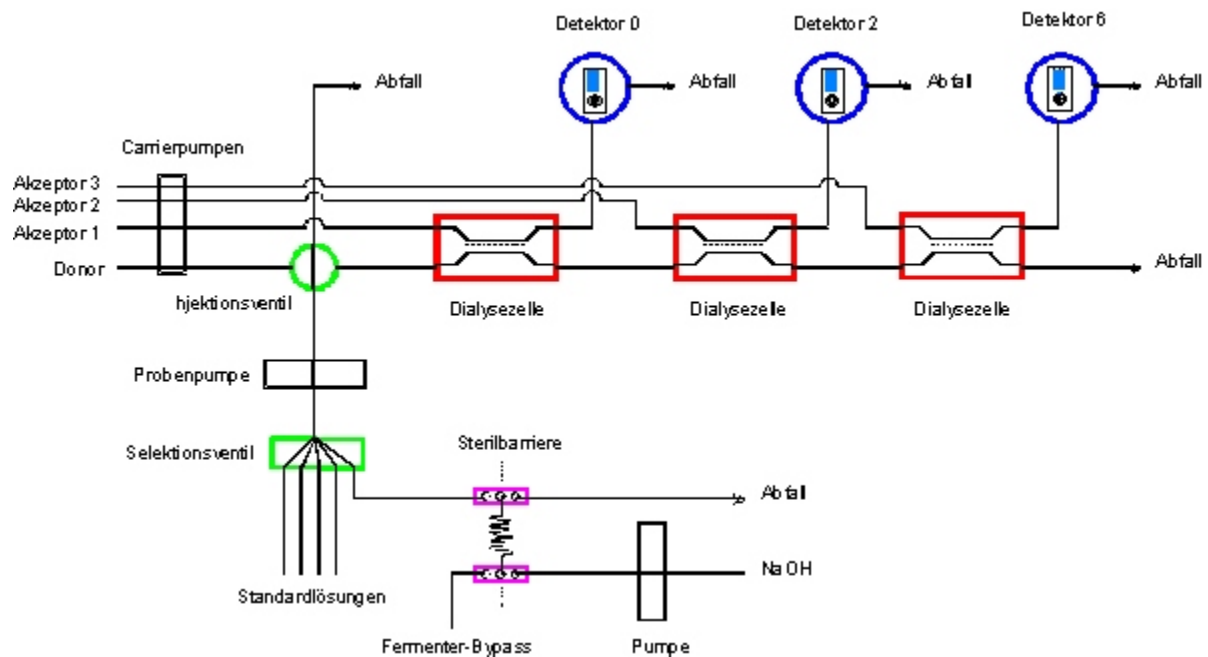 Detektor 0
Detektor 2
Detektor 6
Abfall
Abfall
Abfall
Abfall
Carrierpumpen
Akzeptor 3
Akzeptor 2
Akzeptor 1
Donor
Abfall
hjektionsventil
Dialysezelle
Dialysezelle
Dialysezelle
Probenpumpe
Selektionsventil
Sterilbarriere
Abfall
NaOH
Standardlösungen
Fermenter-Bypass
Pumpe